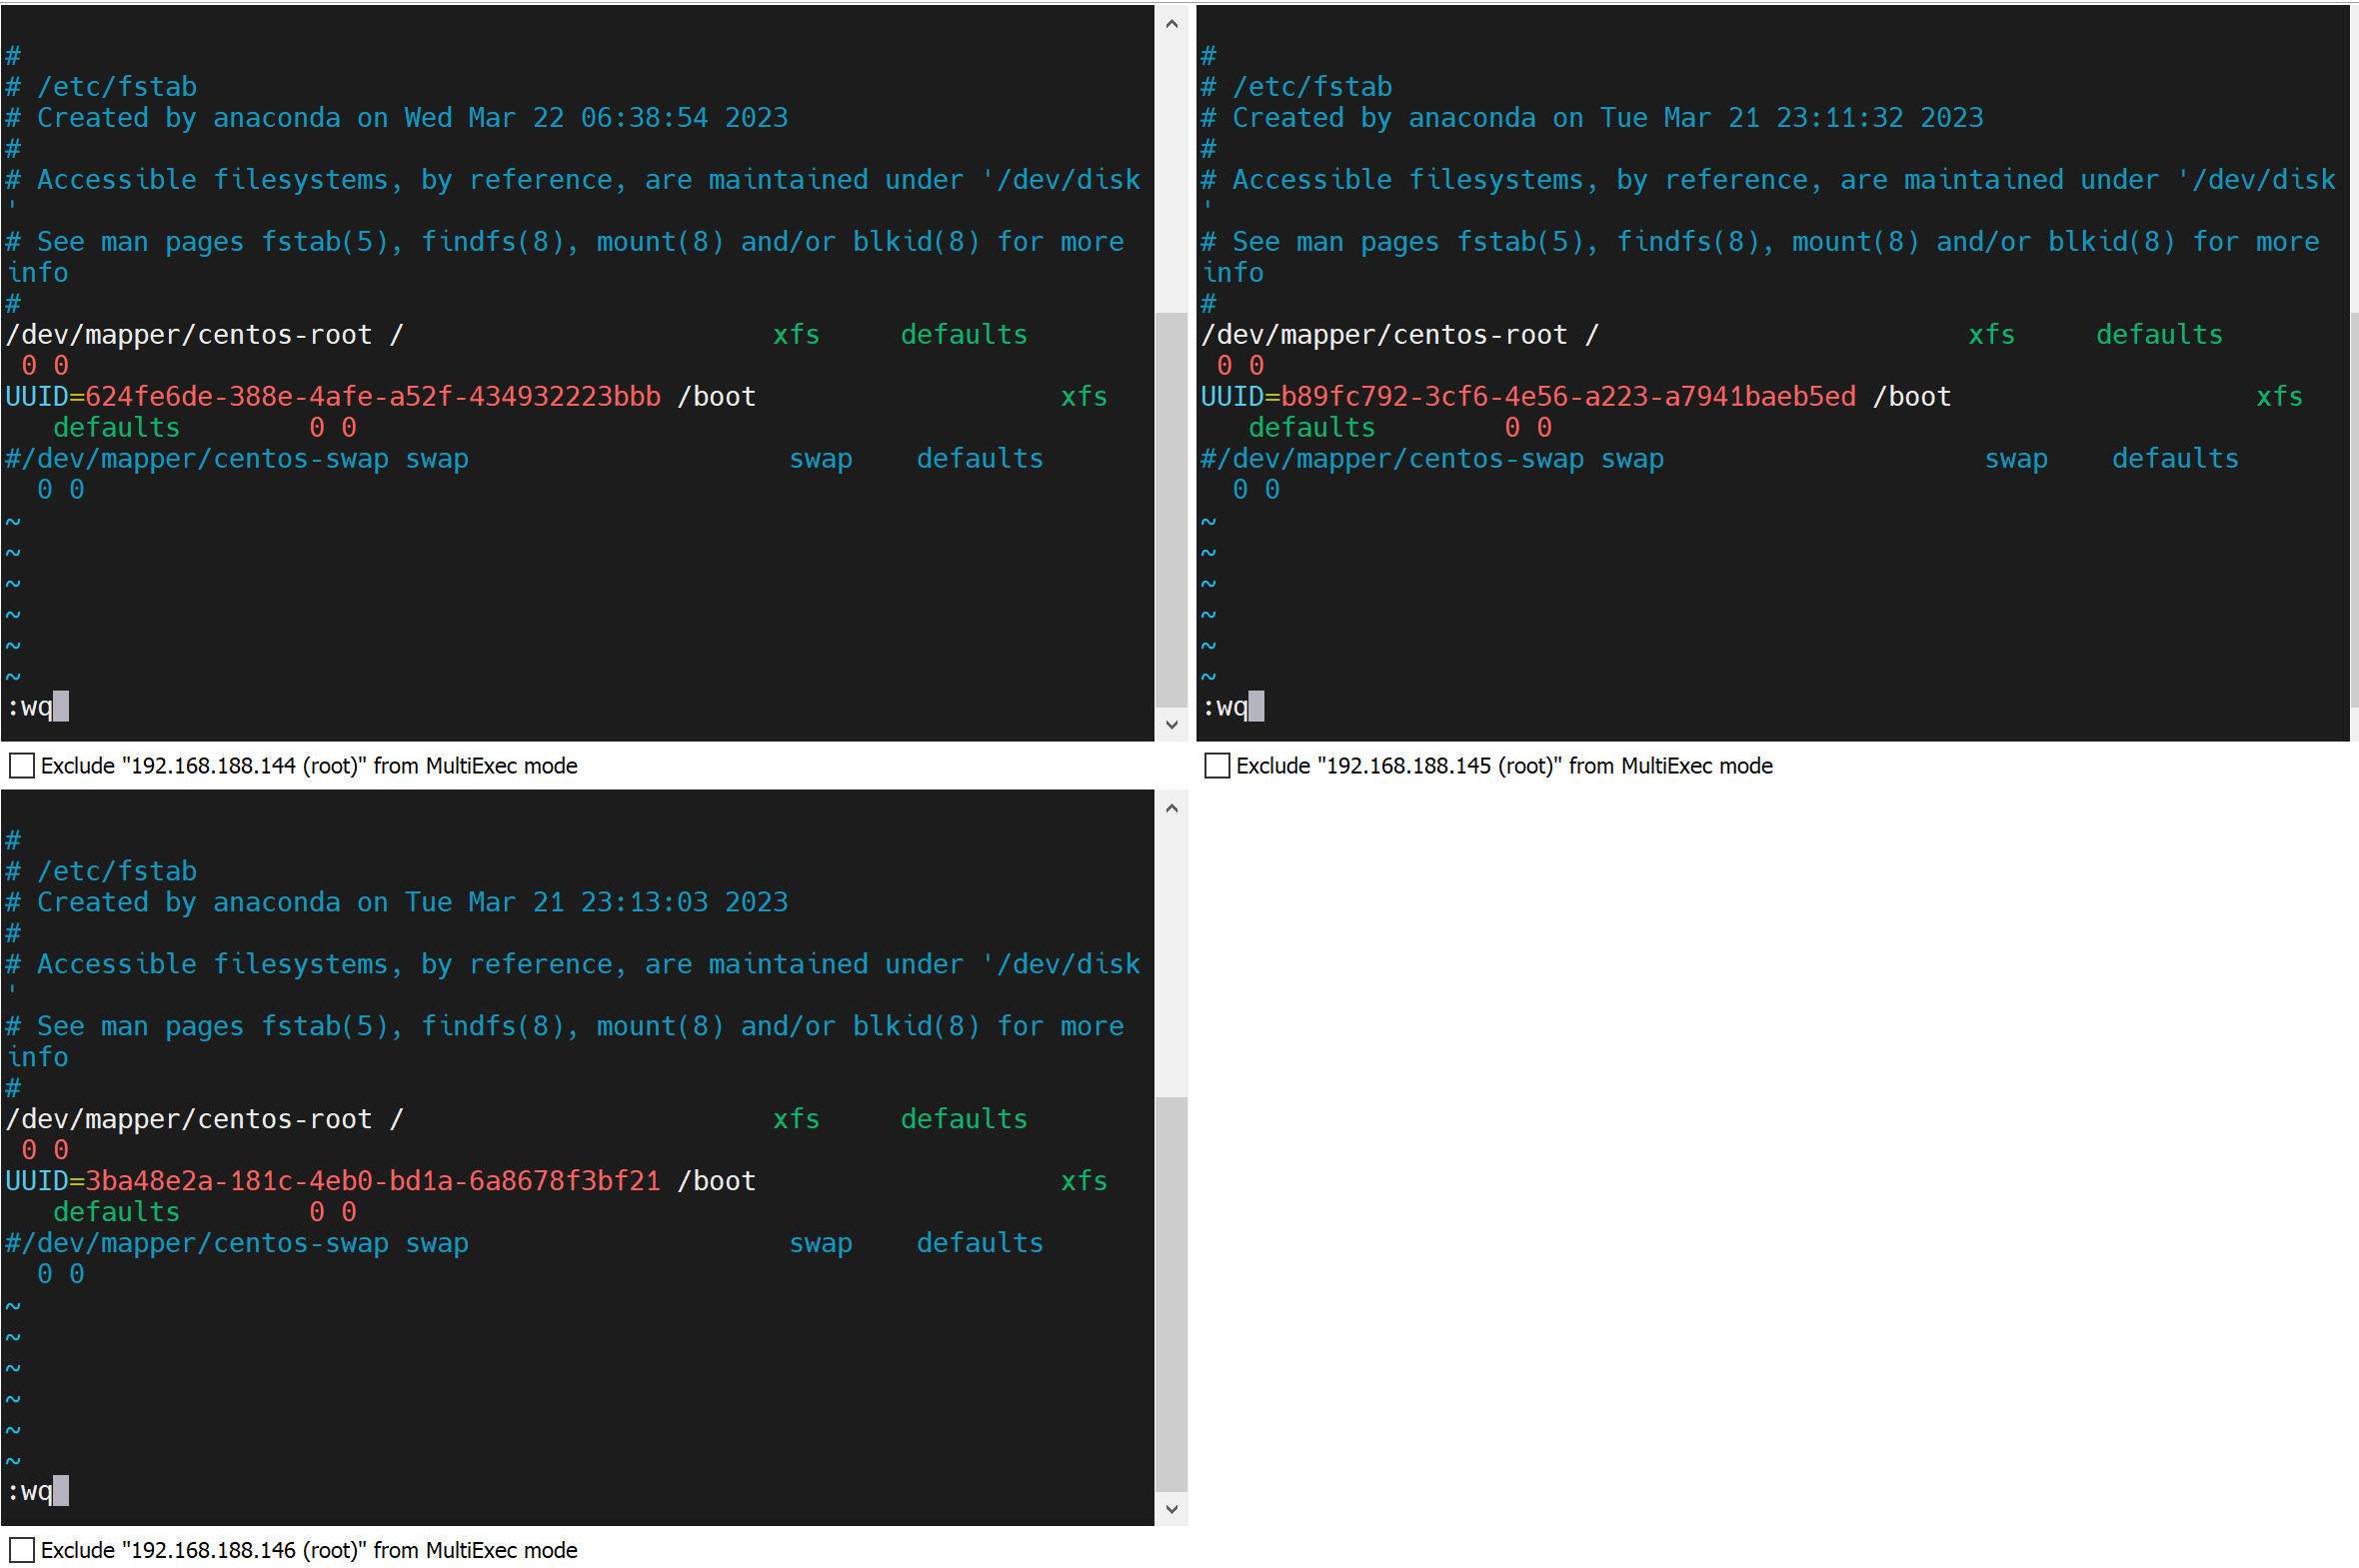 #
# /etc/fstab
# Created by anaconda on Wed Mar 22 06:38:54 2023
#
# Accessible filesystems, by reference, are maintained under '/dev/disk
'
# See man pages fstab(5), findfs(8), mount(8) and/or blkid(8) for more
info
#
/dev/mapper/centos-root / xfs defaults
0 0
UUID=624fe6de-388e-4afe-a52f-434932223bbb /boot xfs
defaults 0 0
#/dev/mapper/centos-swap swap swap defaults
0 0
~
~
~
~
~
~
:wq
Exclude "192.168.188.144 (root)" from MultiExec mode
#
# /etc/fstab
# Created by anaconda on Tue Mar 21 23:11:32 2023
#
# Accessible filesystems, by reference, are maintained under '/dev/disk
'
# See man pages fstab(5), findfs(8), mount(8) and/or blkid(8) for more
info
#
/dev/mapper/centos-root / xfs defaults
0 0
UUID=b89fc792-3cf6-4e56-a223-a7941baeb5ed /boot xfs
defaults 0 0
#/dev/mapper/centos-swap swap swap defaults
0 0
~
~
~
~
~
~
:wq
Exclude "192.168.188.145 (root)" from MultiExec mode
#
# /etc/fstab
# Created by anaconda on Tue Mar 21 23:13:03 2023
#
# Accessible filesystems, by reference, are maintained under '/dev/disk
'
# See man pages fstab(5), findfs(8), mount(8) and/or blkid(8) for more
info
#
/dev/mapper/centos-root / xfs defaults
0 0
UUID=3ba48e2a-181c-4eb0-bd1a-6a8678f3bf21 /boot xfs
defaults 0 0
#/dev/mapper/centos-swap swap swap defaults
0 0
~
~
~
~
~
~
:wq
Exclude "192.168.188.146 (root)" from MultiExec mode